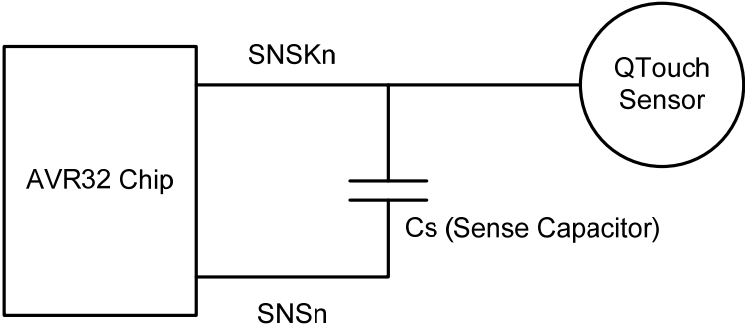 SNSKn
QTouch
Sensor
AVR32 Chip
Cs (Sense Capacitor)
SNSn